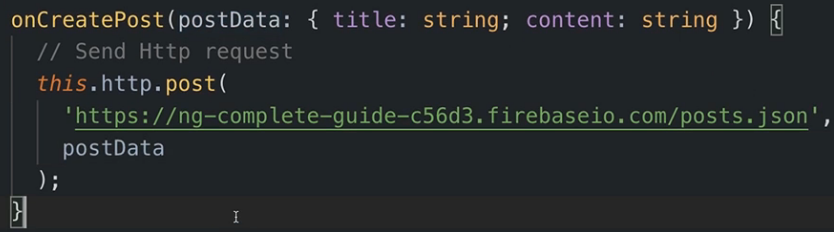 onCreatePost(postData: { title: string; content: string }) {
// Send Http request
this.http.post(
'https://ng-complete-guide-c56d3.firebaseio.com/posts.json',
postData
);
}